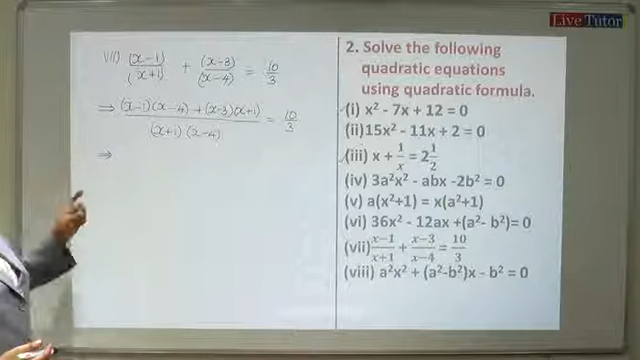 Live Tutor
VII) (x-1)/(x+1) + (x-3)/(x-4) = 10/3
⇒ (x-1)(x-4) + (x-3)(x+1)/(x+1)(x-4) = 10/3
⇒
2. Solve the following
quadratic equations
using quadratic formula.
(i) x² - 7x + 12 = 0
(ii)15x² - 11x + 2 = 0
(iii) x + 1/x = 2 1/2
(iv) 3a²x² - abx -2b² = 0
(v) a(x²+1) = x(a²+1)
(vi) 36x² - 12ax +(a²- b²)= 0
(vii) x−1/x+1 + x−3/x−4 = 10/3
(viii) a²x² + (a²-b²)x - b² = 0